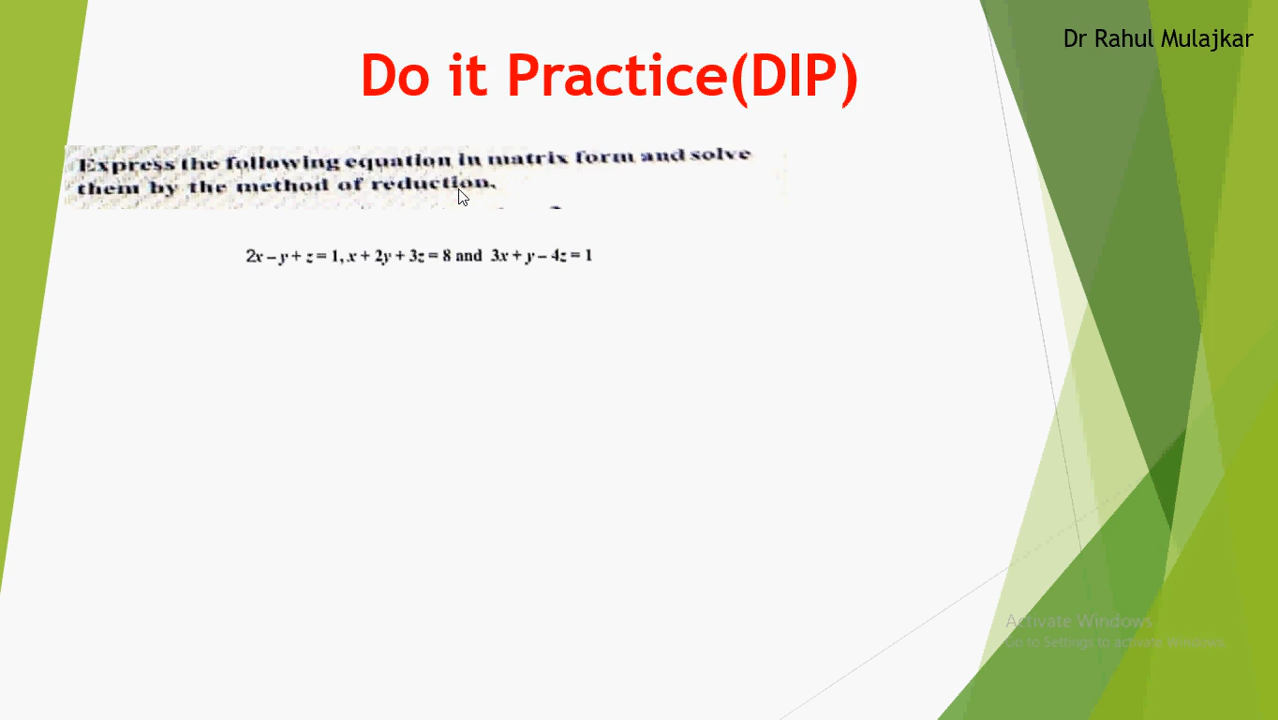 Dr Rahul Mulajkar
Do it Practice(DIP)
Express the following equation in matrix form and solve
them by the method of reduction.
2x – y + z = 1, x + 2y + 3z = 8 and 3x + y – 4z = 1
Activate Windows
Go to Settings to activate Windows.